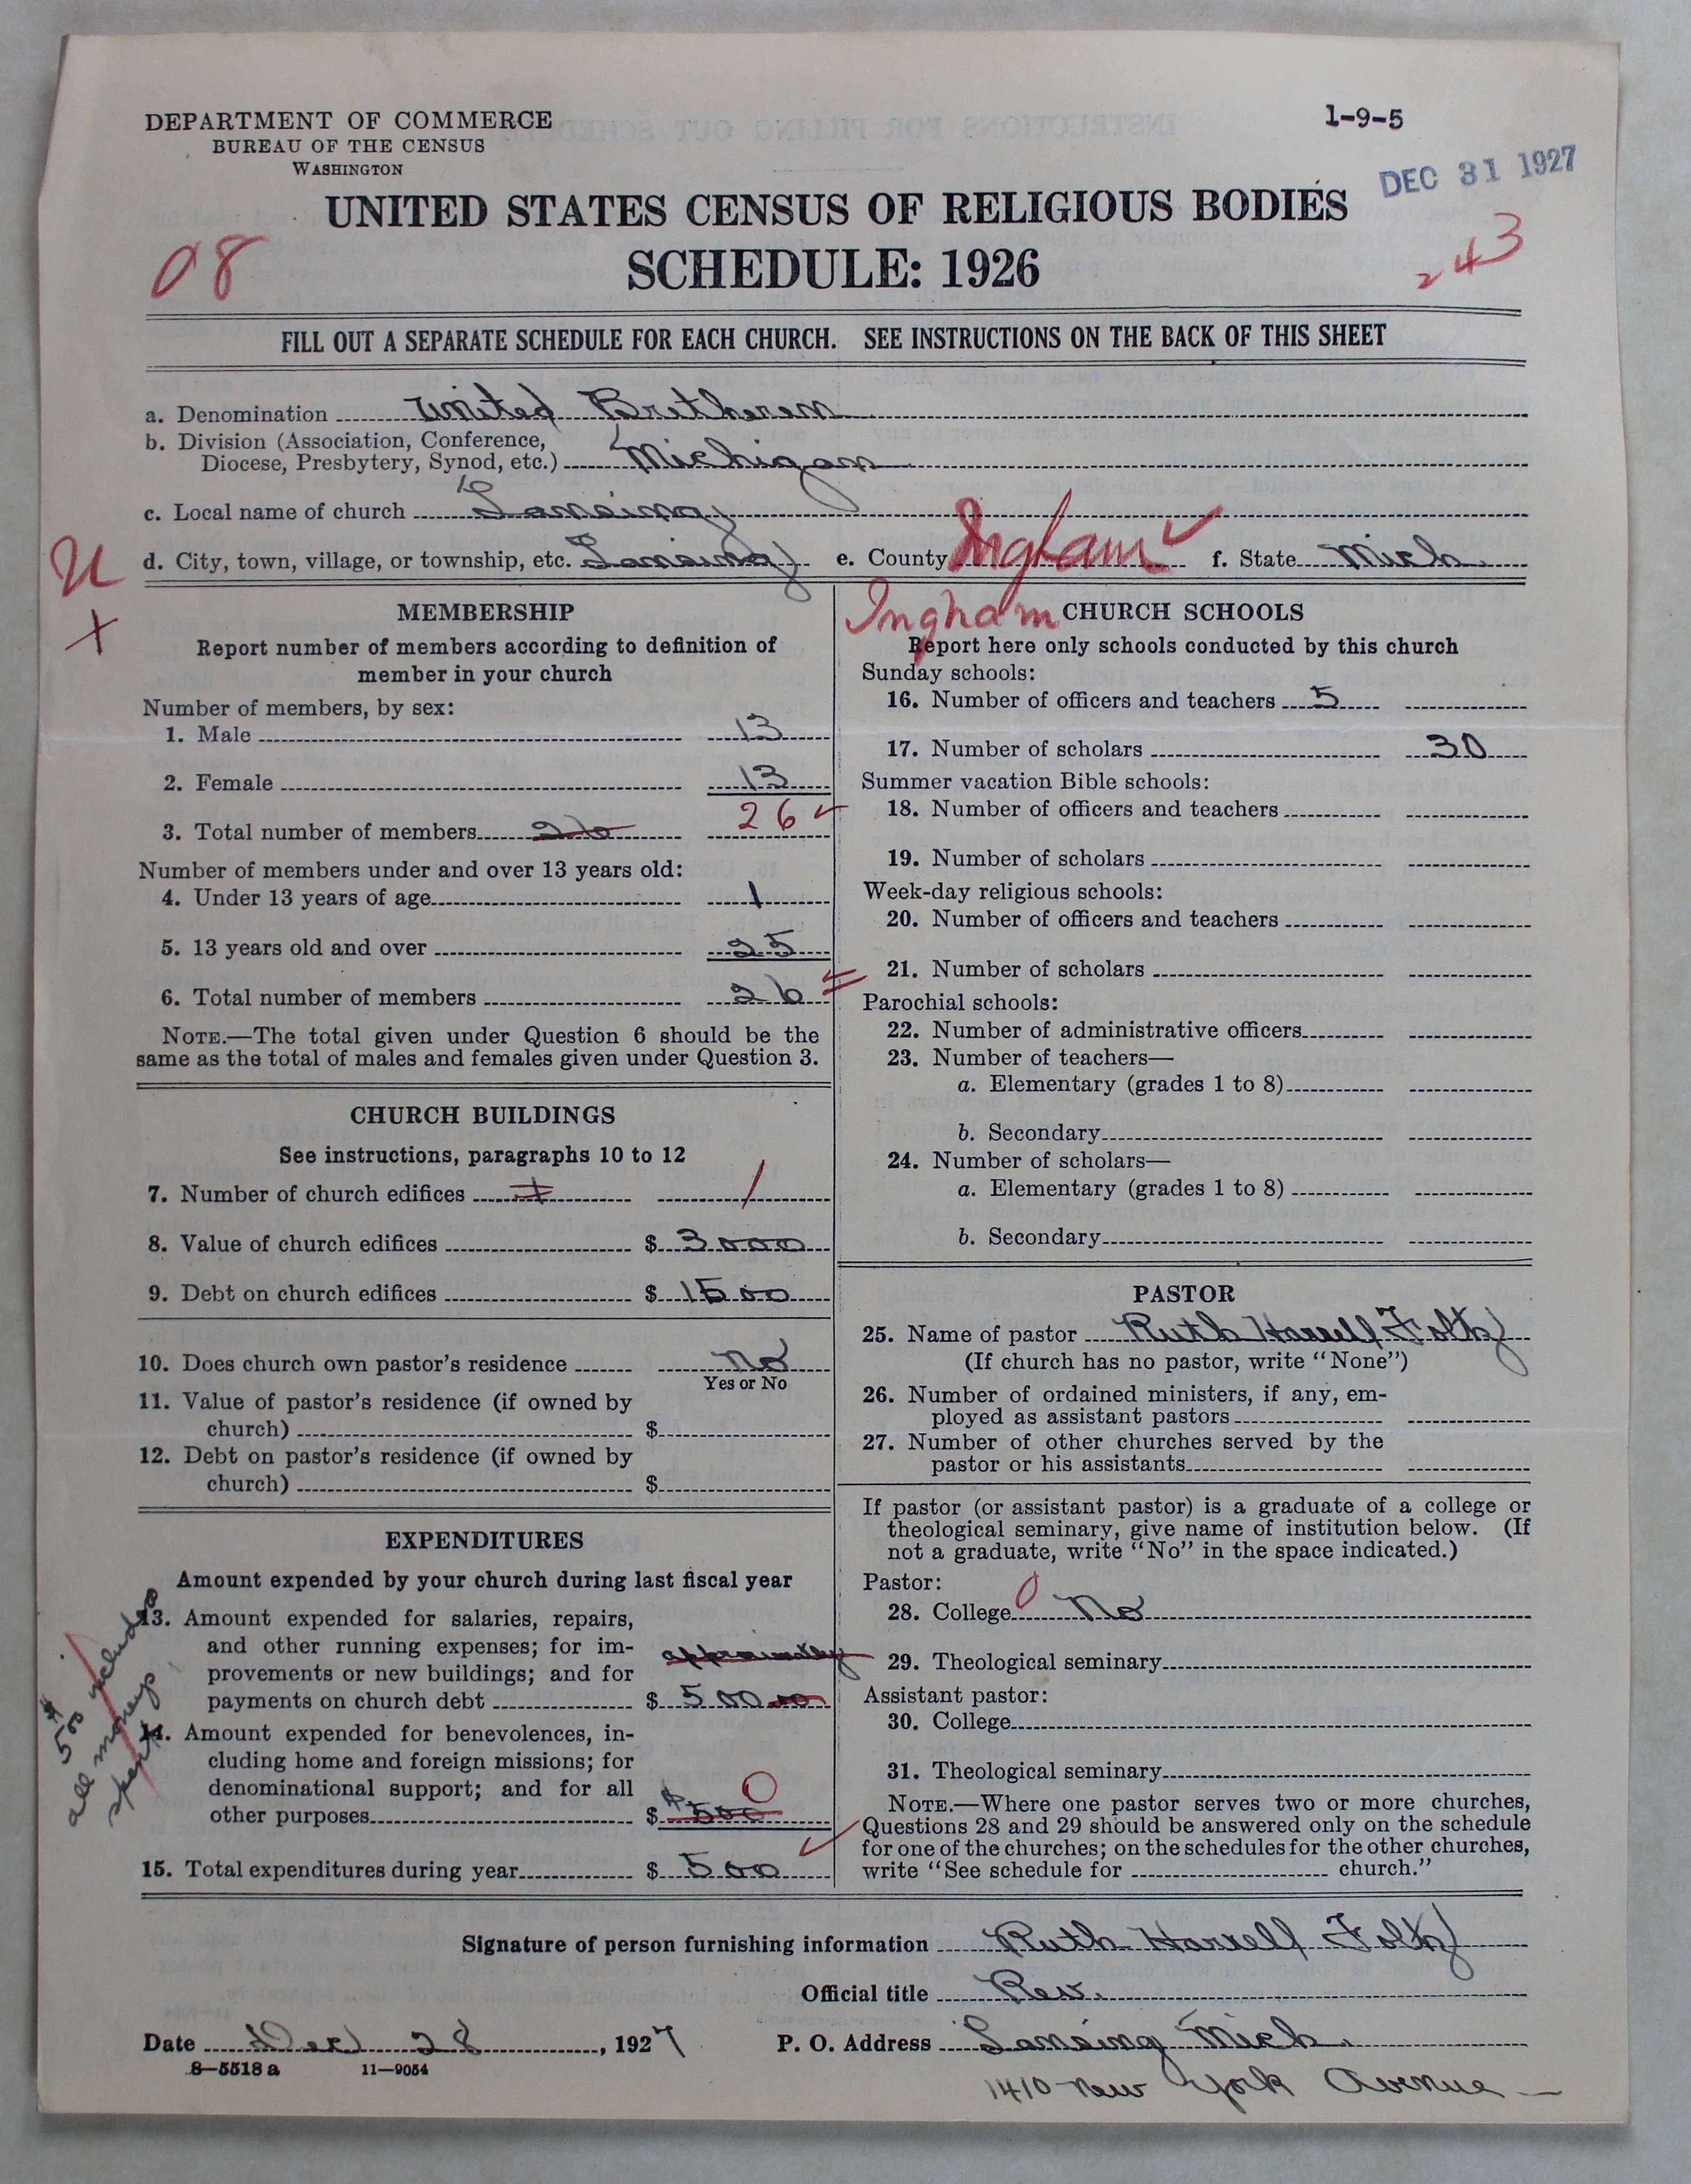 DEPARTMENT OF COMMERCE
BUREAU OF THE CENSUS
WASHINGTON
1-9-5
DEC 31 1927
UNITED STATES CENSUS OF RELIGIOUS BODIES
08
SCHEDULE: 1926
243
FILL OUT A SEPARATE SCHEDULE FOR EACH CHURCH. SEE INSTRUCTIONS ON THE BACK OF THIS SHEET
a. Denomination United Bretheren
b. Division (Association, Conference,
Diocese, Presbytery, Synod, etc.) Michigan
c. Local name of church Lansing
d. City, town, village, or township, etc. Lansing e. County Ingham f. State Mich
U
X
MEMBERSHIP
Report number of members according to definition of
member in your church
Number of members, by sex:
1. Male 13
2. Female 13
3. Total number of members 26 26
Number of members under and over 13 years old:
4. Under 13 years of age 1
5. 13 years old and over 25
6. Total number of members 26
NOTE.—The total given under Question 6 should be the
same as the total of males and females given under Question 3.
CHURCH BUILDINGS
See instructions, paragraphs 10 to 12
7. Number of church edifices 1 1
8. Value of church edifices $ 3000
9. Debt on church edifices $ 1500
10. Does church own pastor's residence No
Yes or No
11. Value of pastor's residence (if owned by
church) $
12. Debt on pastor's residence (if owned by
church) $
EXPENDITURES
Amount expended by your church during last fiscal year
13. Amount expended for salaries, repairs,
and other running expenses; for im-
provements or new buildings; and for
payments on church debt $ 500 00
14. Amount expended for benevolences, in-
cluding home and foreign missions; for
denominational support; and for all
other purposes $ $500 0
15. Total expenditures during year $ 500
$500 includes
all moneys
spent
Ingham CHURCH SCHOOLS
Report here only schools conducted by this church
Sunday schools:
16. Number of officers and teachers 5
17. Number of scholars 30
Summer vacation Bible schools:
18. Number of officers and teachers
19. Number of scholars
Week-day religious schools:
20. Number of officers and teachers
21. Number of scholars
Parochial schools:
22. Number of administrative officers
23. Number of teachers—
a. Elementary (grades 1 to 8)
b. Secondary
24. Number of scholars—
a. Elementary (grades 1 to 8)
b. Secondary
PASTOR
25. Name of pastor Ruth Harrell Foltz
(If church has no pastor, write "None")
26. Number of ordained ministers, if any, em-
ployed as assistant pastors
27. Number of other churches served by the
pastor or his assistants
If pastor (or assistant pastor) is a graduate of a college or
theological seminary, give name of institution below. (If
not a graduate, write "No" in the space indicated.)
Pastor:
28. College 0 No
29. Theological seminary
Assistant pastor:
30. College
31. Theological seminary
NOTE.—Where one pastor serves two or more churches,
Questions 28 and 29 should be answered only on the schedule
for one of the churches; on the schedules for the other churches,
write "See schedule for church."
Signature of person furnishing information Ruth Harrell Foltz
Official title Rev.
Date Dec 28, 1927 P. O. Address Lansing Mich.
8—5518 a 11—9054
1410 New York Avenue